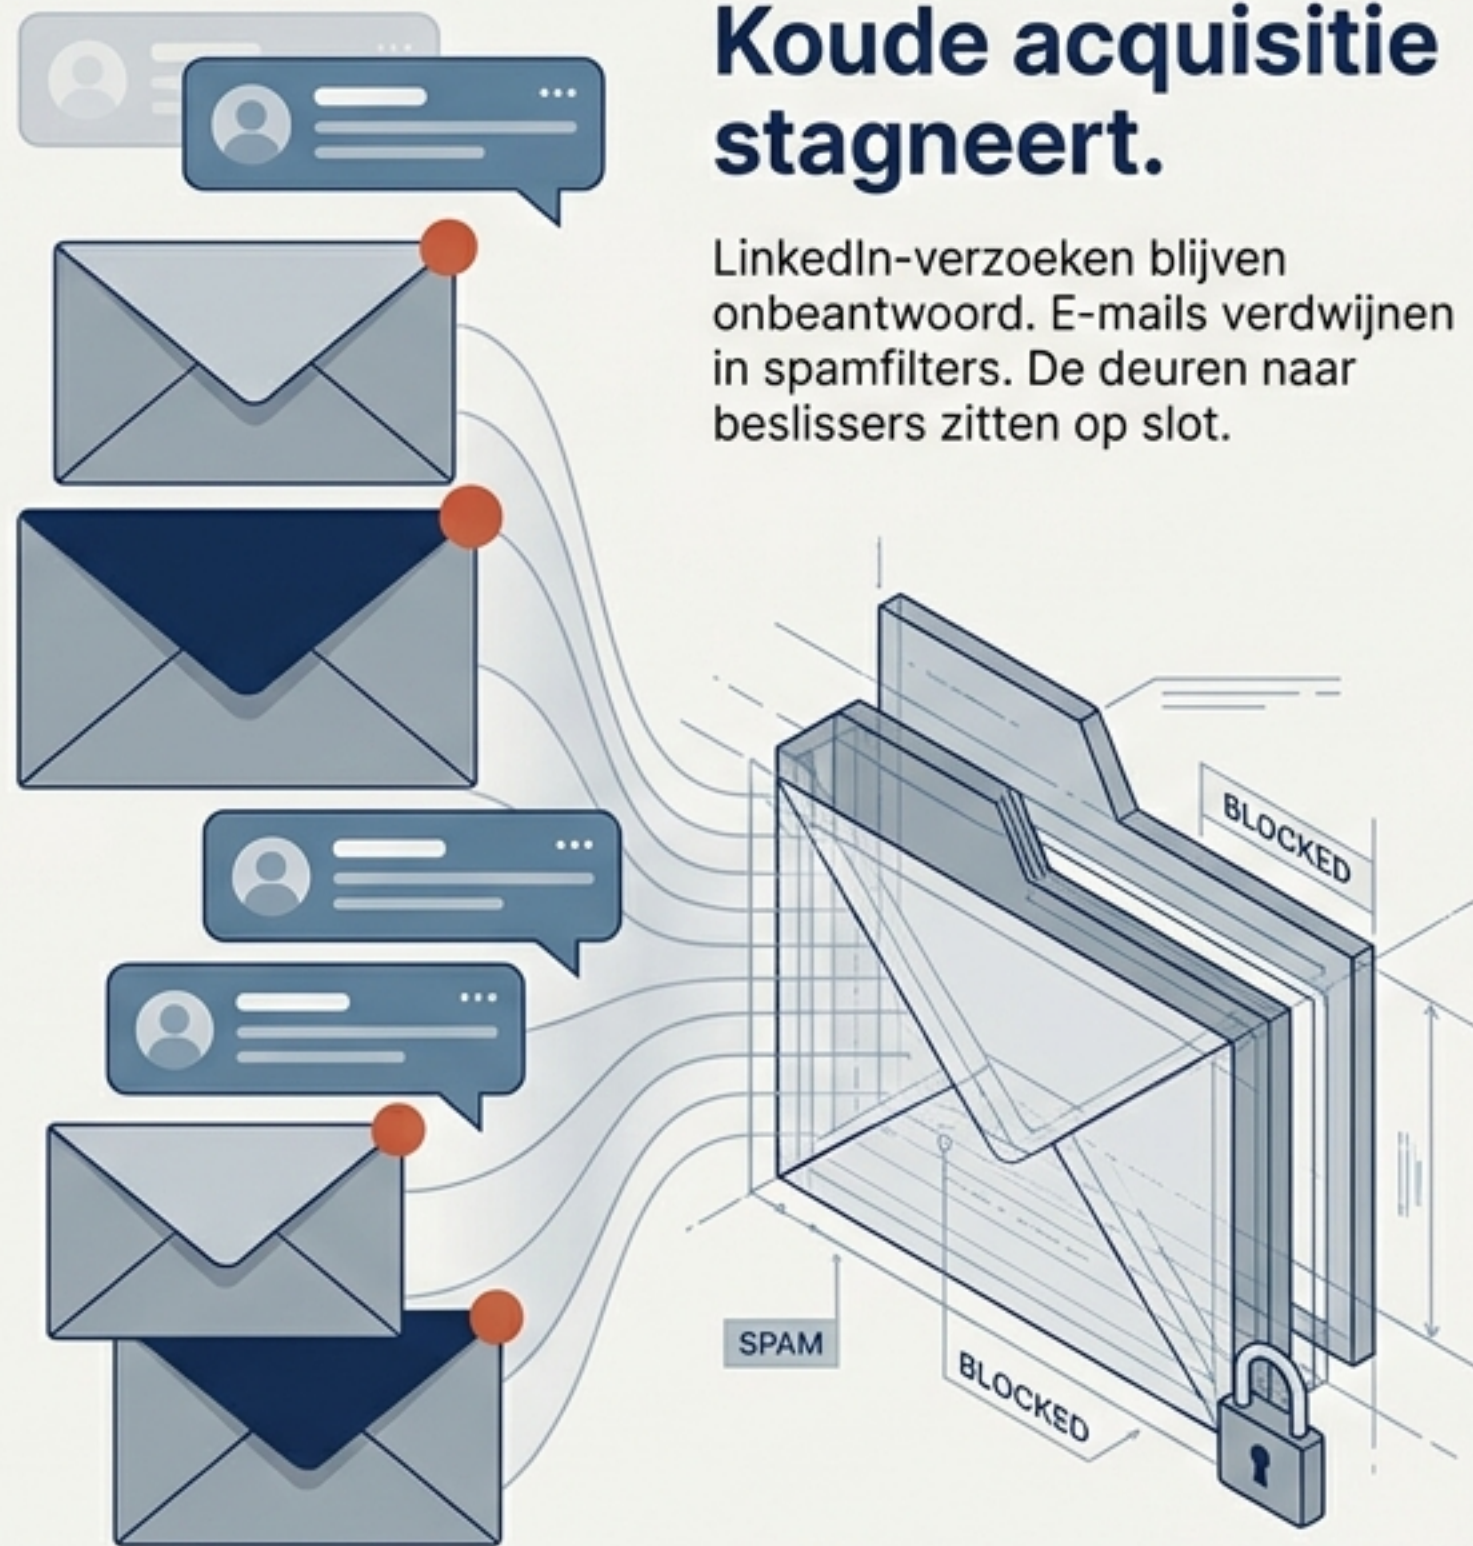 Koude acquisitie
stagneert.
LinkedIn-verzoeken blijven
onbeantwoord. E-mails verdwijnen
in spamfilters. De deuren naar
beslissers zitten op slot.
BLOCKED
SPAM
BLOCKED